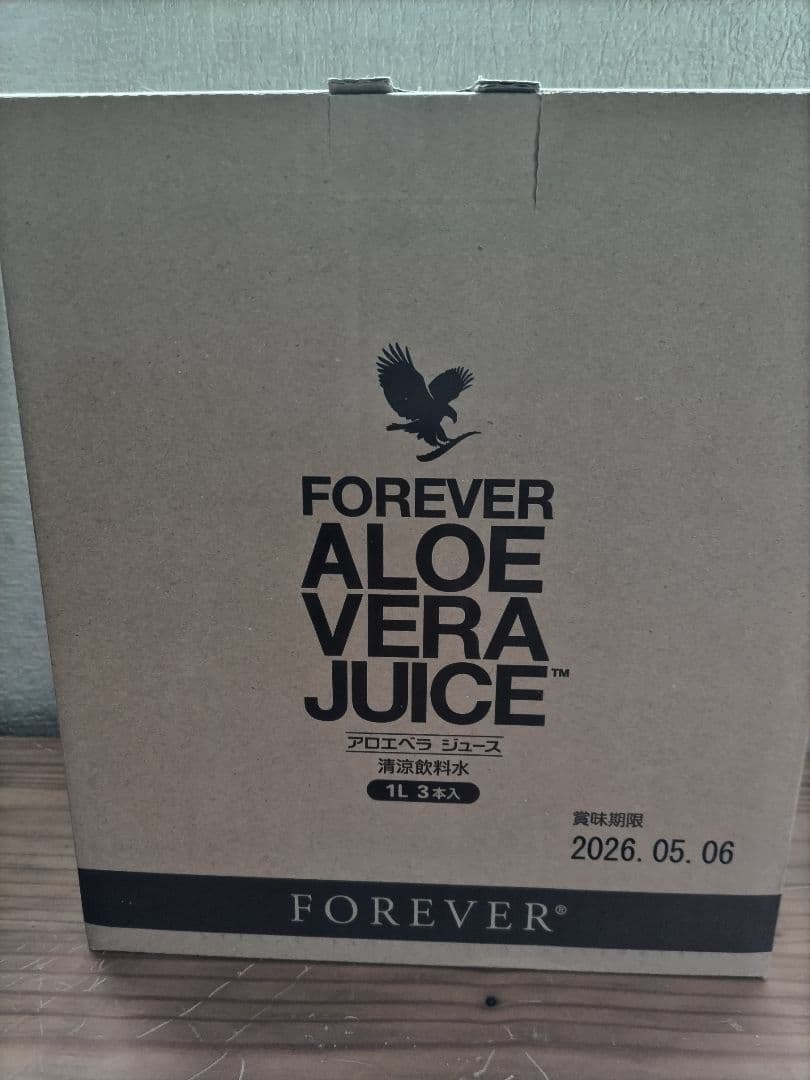 FOREVER
ALOE
VERA
JUICE™
アロエベラ ジュース
清涼飲料水
1L 3本入
賞味期限
2026.05.06
FOREVER®